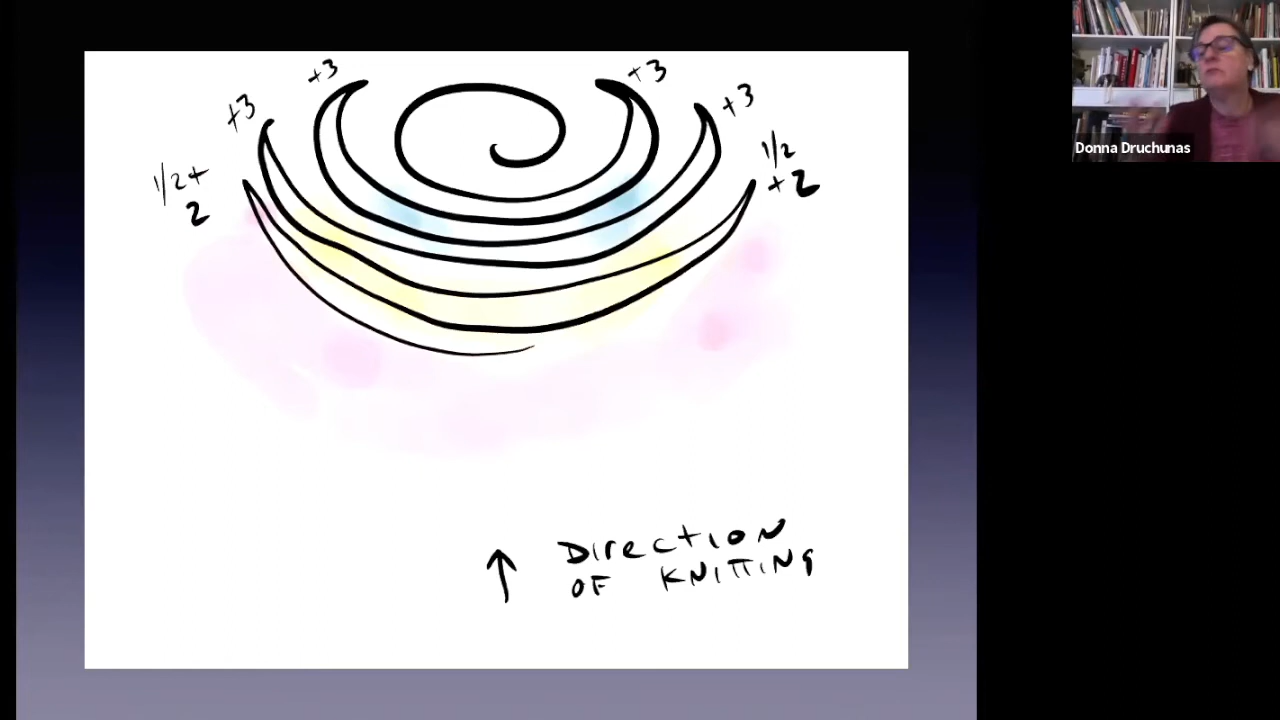 +3
+3
+3
+3
1/2 +
2
1/2
+ 2
Donna Druchunas
↑ DIrectION
OF KNITTING